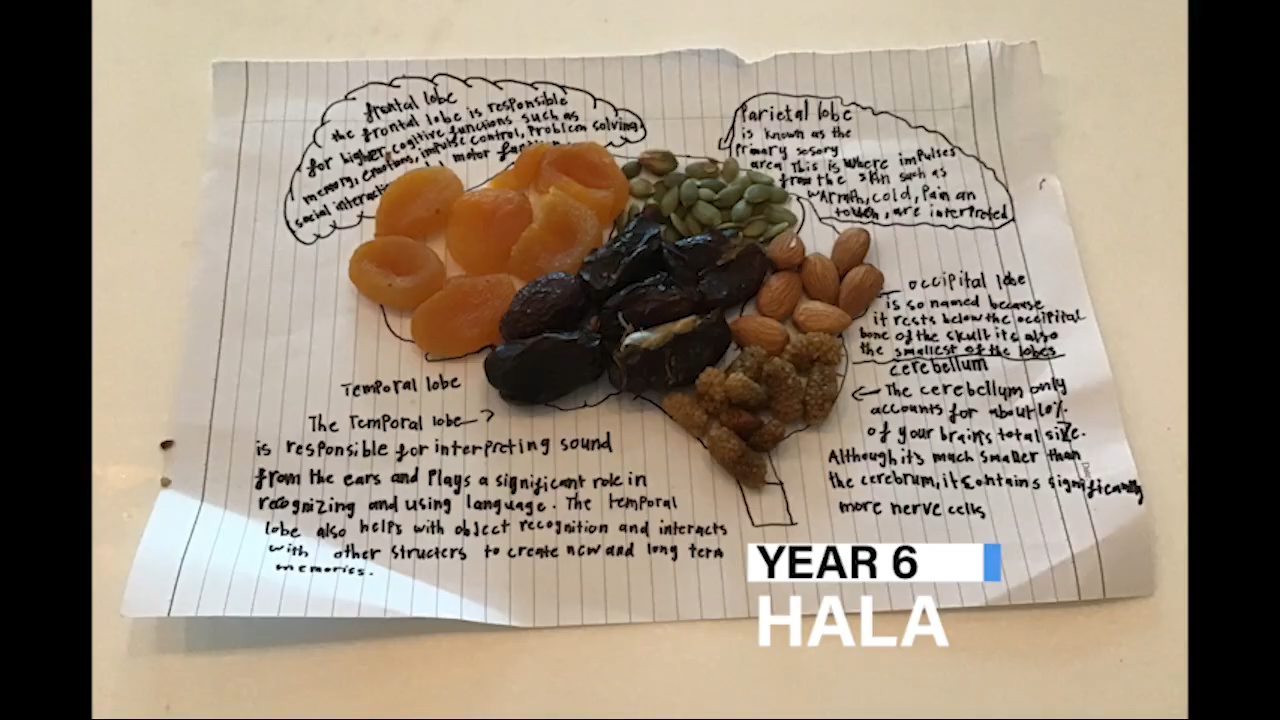 frontal lobe
the frontal lobe is responsible
for higher cogitive functions such as
memory, emotions, impulse control, Problem solving,
social interaction motor
Parietal lobe
is known as the
Primary sosory
area This is where impulses
from the skin such as
warmth, cold, Pain an
touch, are interpreted
occipital lobe
is so named because
it rests below the occipital
bone of the skull its also
the smallest of the lobes
cerebellum
The cerebellum only
accounts for about 10%.
of your brain's total size.
Although it's much smaller than
the cerebrum, it contains significantly
more nerve cells
Temporal lobe
The Temporal lobe
is responsible for interpreting sound
from the ears and Plays a significant role in
recognizing and using language. The temporal
lobe also helps with object recognition and interacts
with other structers to create new and long term
memories.
YEAR 6
HALA